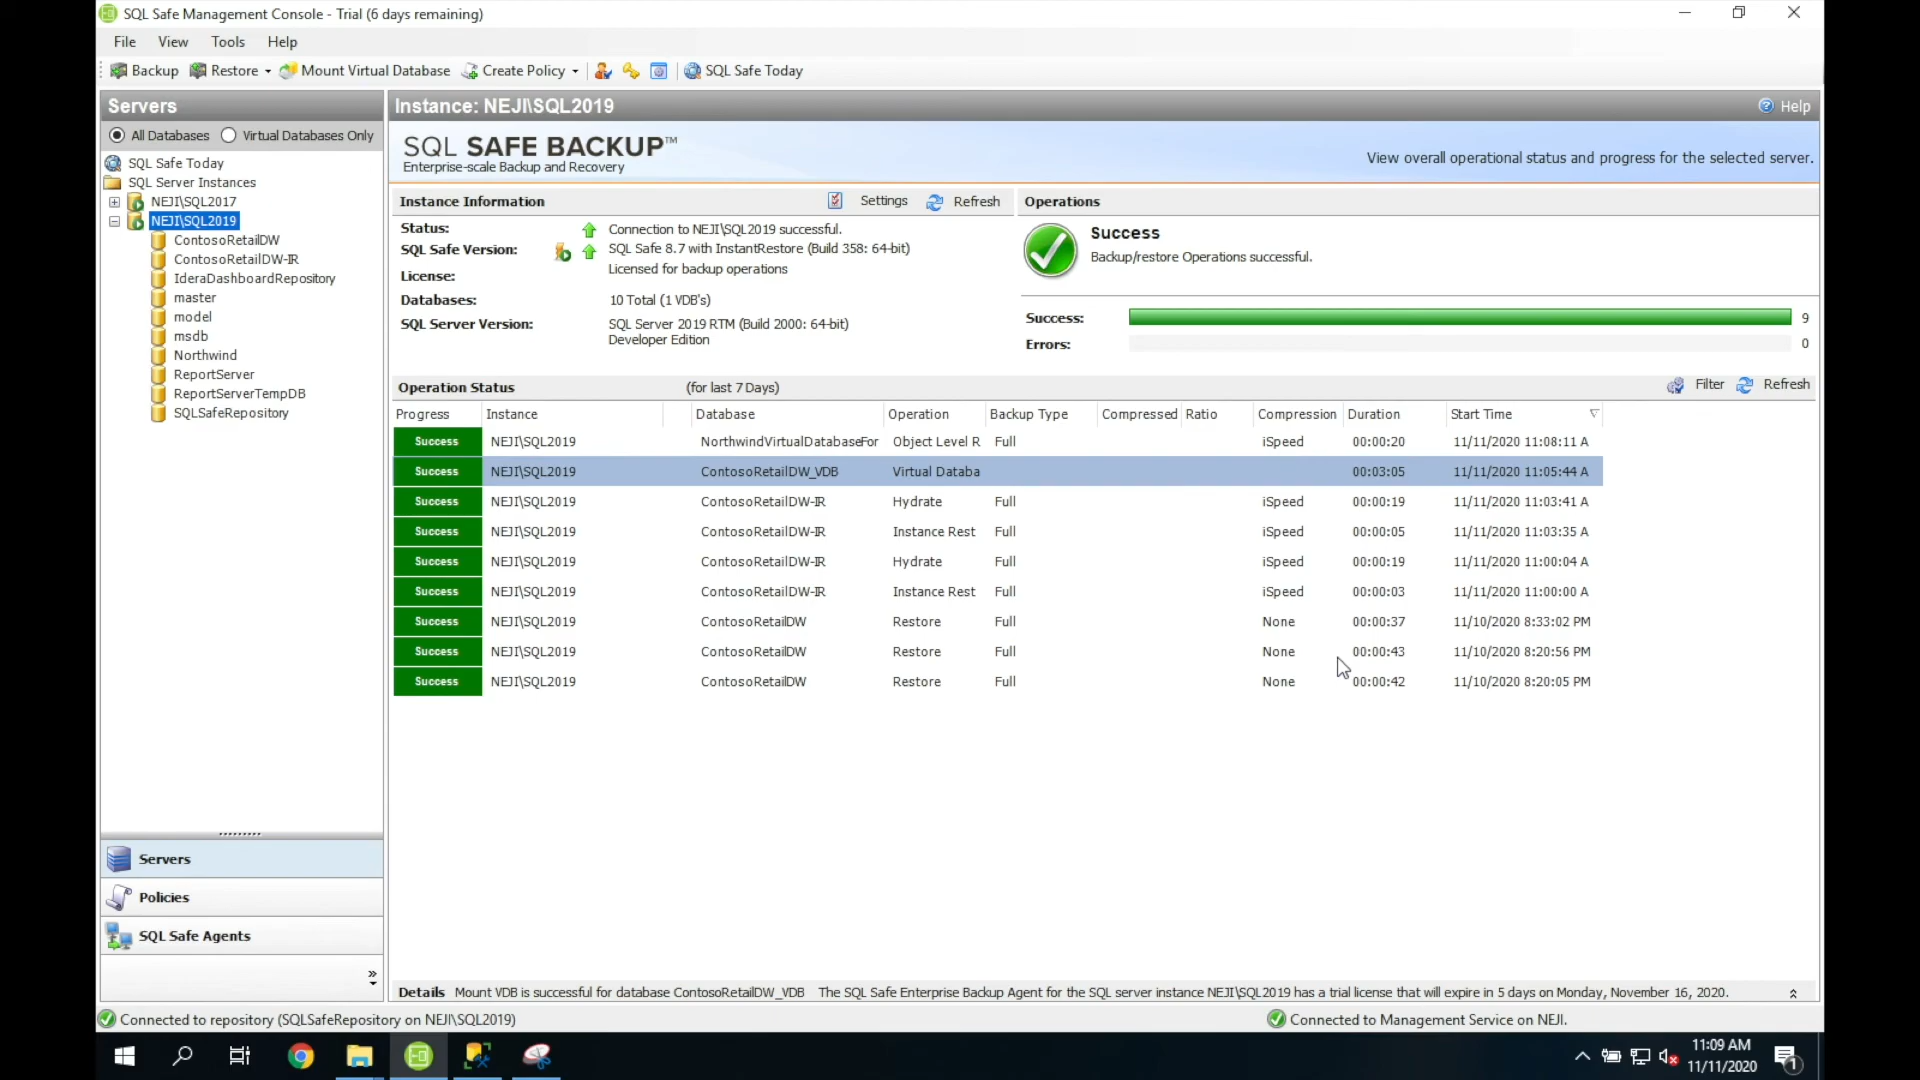 SQL Safe Management Console - Trial (6 days remaining)
File View Tools Help
Backup Restore Mount Virtual Database Create Policy SQL Safe Today
Servers
Instance: NEJI\SQL2019
Help
All Databases Virtual Databases Only
SQL Safe Today
SQL Server Instances
NEJI\SQL2017
NEJI\SQL2019
ContosoRetailDW
ContosoRetailDW-IR
IderaDashboardRepository
master
model
msdb
Northwind
ReportServer
ReportServerTempDB
SQLSafeRepository
Servers
Policies
SQL Safe Agents
SQL SAFE BACKUP™
Enterprise-scale Backup and Recovery
View overall operational status and progress for the selected server.
Instance Information Settings Refresh
Status: Connection to NEJI\SQL2019 successful.
SQL Safe Version: SQL Safe 8.7 with InstantRestore (Build 358: 64-bit)
License: Licensed for backup operations
Databases: 10 Total (1 VDB's)
SQL Server Version: SQL Server 2019 RTM (Build 2000: 64-bit)
Developer Edition
Operations
Success
Backup/restore Operations successful.
Success: 9
Errors: 0
Operation Status (for last 7 Days) Filter Refresh
Progress Instance Database Operation Backup Type Compressed Ratio Compression Duration Start Time
Success NEJI\SQL2019 NorthwindVirtualDatabaseFor Object Level R Full iSpeed 00:00:20 11/11/2020 11:08:11 A
Success NEJI\SQL2019 ContosoRetailDW_VDB Virtual Databa 00:03:05 11/11/2020 11:05:44 A
Success NEJI\SQL2019 ContosoRetailDW-IR Hydrate Full iSpeed 00:00:19 11/11/2020 11:03:41 A
Success NEJI\SQL2019 ContosoRetailDW-IR Instance Rest Full iSpeed 00:00:05 11/11/2020 11:03:35 A
Success NEJI\SQL2019 ContosoRetailDW-IR Hydrate Full iSpeed 00:00:19 11/11/2020 11:00:04 A
Success NEJI\SQL2019 ContosoRetailDW-IR Instance Rest Full iSpeed 00:00:03 11/11/2020 11:00:00 A
Success NEJI\SQL2019 ContosoRetailDW Restore Full None 00:00:37 11/10/2020 8:33:02 PM
Success NEJI\SQL2019 ContosoRetailDW Restore Full None 00:00:43 11/10/2020 8:20:56 PM
Success NEJI\SQL2019 ContosoRetailDW Restore Full None 00:00:42 11/10/2020 8:20:05 PM
Details Mount VDB is successful for database ContosoRetailDW_VDB The SQL Safe Enterprise Backup Agent for the SQL server instance NEJI\SQL2019 has a trial license that will expire in 5 days on Monday, November 16, 2020.
Connected to repository (SQLSafeRepository on NEJI\SQL2019)
Connected to Management Service on NEJI.
11:09 AM
11/11/2020
1